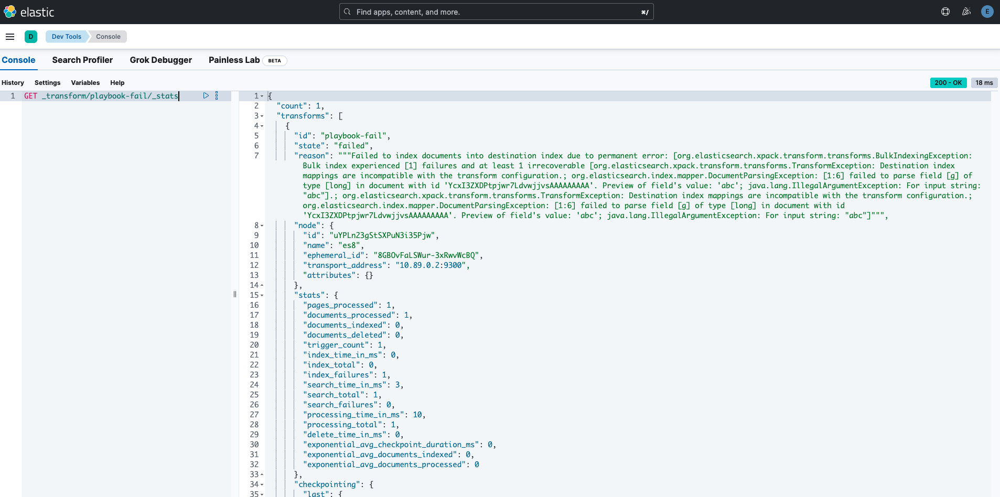 elastic
Find apps, content, and more.
⌘/
E
D
Dev Tools
Console
Console
Search Profiler
Grok Debugger
Painless Lab
BETA
History
Settings
Variables
Help
200 - OK
18 ms
1 GET _transform/playbook-fail/_stats
1 {
2 "count": 1,
3 "transforms": [
4 {
5 "id": "playbook-fail",
6 "state": "failed",
7 "reason": """Failed to index documents into destination index due to permanent error: [org.elasticsearch.xpack.transform.transforms.BulkIndexingException:
Bulk index experienced [1] failures and at least 1 irrecoverable [org.elasticsearch.xpack.transform.transforms.TransformException: Destination index
mappings are incompatible with the transform configuration.; org.elasticsearch.index.mapper.DocumentParsingException: [1:6] failed to parse field [g] of
type [long] in document with id 'YcxI3ZXDPtpjwr7LdvwjjvsAAAAAAAAA'. Preview of field's value: 'abc'; java.lang.IllegalArgumentException: For input string:
"abc"].; org.elasticsearch.xpack.transform.transforms.TransformException: Destination index mappings are incompatible with the transform configuration.;
org.elasticsearch.index.mapper.DocumentParsingException: [1:6] failed to parse field [g] of type [long] in document with id
'YcxI3ZXDPtpjwr7LdvwjjvsAAAAAAAAA'. Preview of field's value: 'abc'; java.lang.IllegalArgumentException: For input string: "abc"]""",
8 "node": {
9 "id": "uYPLn23gStSXPuN3i35Pjw",
10 "name": "es8",
11 "ephemeral_id": "8GBOvFaLSWur-3xRwvWcBQ",
12 "transport_address": "10.89.0.2:9300",
13 "attributes": {}
14 },
15 "stats": {
16 "pages_processed": 1,
17 "documents_processed": 1,
18 "documents_indexed": 0,
19 "documents_deleted": 0,
20 "trigger_count": 1,
21 "index_time_in_ms": 0,
22 "index_total": 0,
23 "index_failures": 1,
24 "search_time_in_ms": 3,
25 "search_total": 1,
26 "search_failures": 0,
27 "processing_time_in_ms": 10,
28 "processing_total": 1,
29 "delete_time_in_ms": 0,
30 "exponential_avg_checkpoint_duration_ms": 0,
31 "exponential_avg_documents_indexed": 0,
32 "exponential_avg_documents_processed": 0
33 },
34 "checkpointing": {
35 "last": {